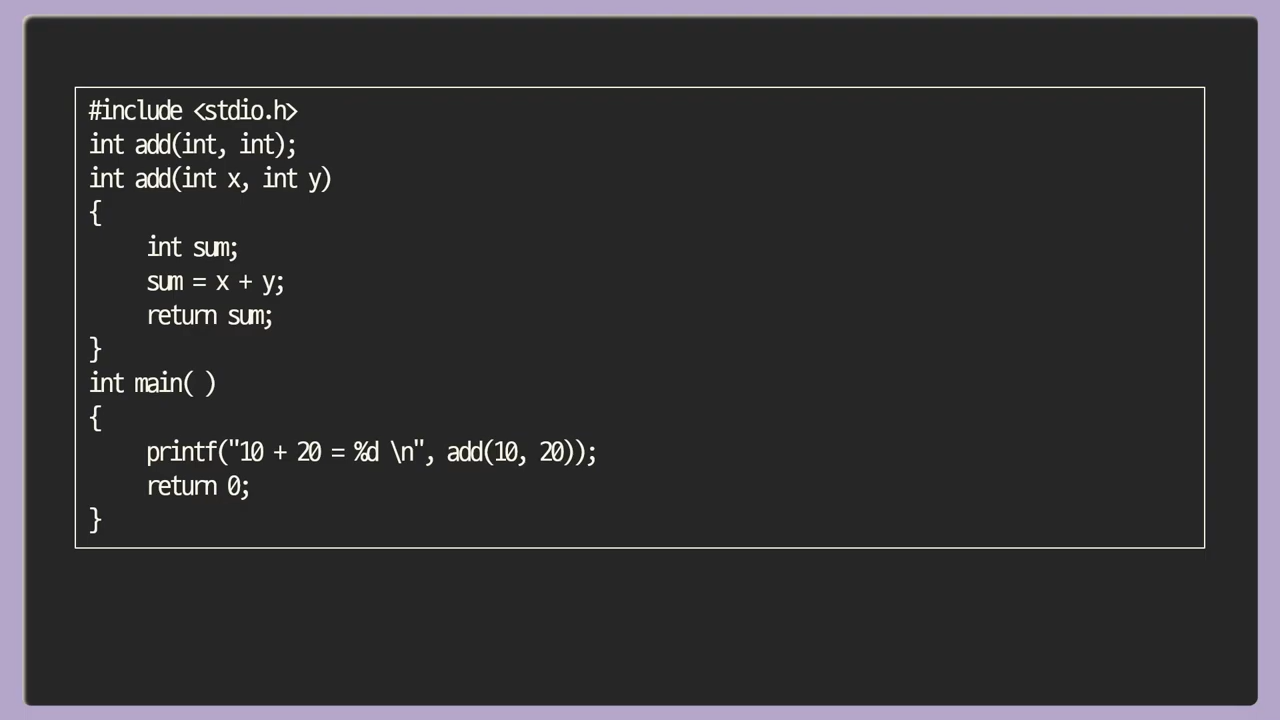 #include <stdio.h>
int add(int, int);
int add(int x, int y)
{
int sum;
sum = x + y;
return sum;
}
int main( )
{
printf("10 + 20 = %d \n", add(10, 20));
return 0;
}